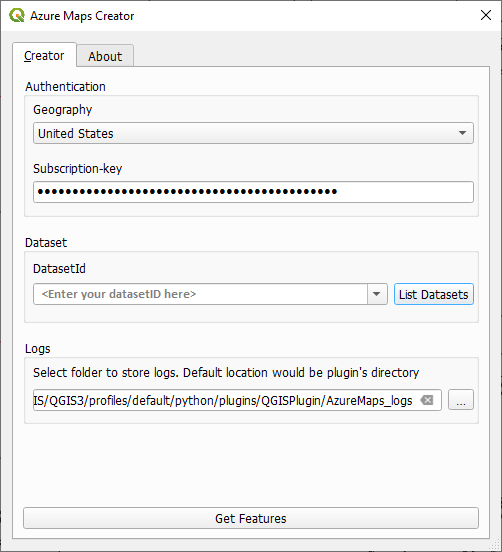 Azure Maps Creator
Creator
About
Authentication
Geography
United States
Subscription-key
●●●●●●●●●●●●●●●●●●●●●●●●●●●●●●●●●●●●●●●●●●●
Dataset
DatasetId
<Enter your datasetID here>
List Datasets
Logs
Select folder to store logs. Default location would be plugin's directory
IS/QGIS3/profiles/default/python/plugins/QGISPlugin/AzureMaps_logs
...
Get Features